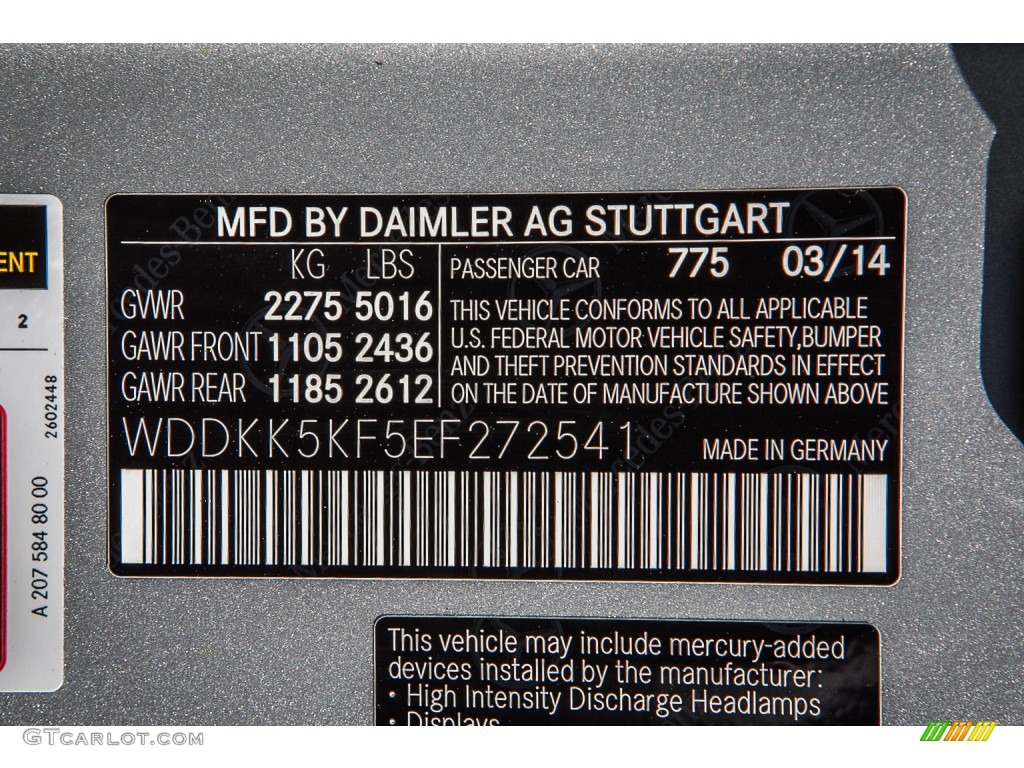 MFD BY DAIMLER AG STUTTGART
KG LBS
GVWR 2275 5016
GAWR FRONT 1105 2436
GAWR REAR 1185 2612
PASSENGER CAR 775 03/14
THIS VEHICLE CONFORMS TO ALL APPLICABLE
U.S. FEDERAL MOTOR VEHICLE SAFETY,BUMPER
AND THEFT PREVENTION STANDARDS IN EFFECT
ON THE DATE OF MANUFACTURE SHOWN ABOVE
WDDKK5KF5EF272541
MADE IN GERMANY
ENT
2
2602448
A 207 584 80 00
This vehicle may include mercury-added
devices installed by the manufacturer:
· High Intensity Discharge Headlamps
· Displays
GTcarlot.com